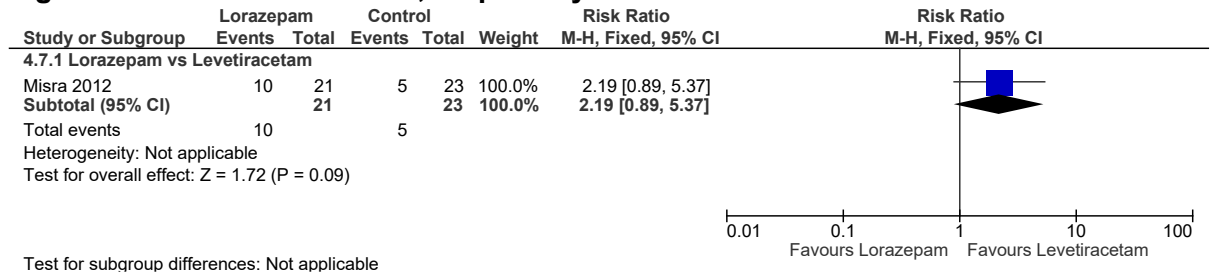 Lorazepam Control Risk Ratio Risk Ratio
Study or Subgroup Events Total Events Total Weight M-H, Fixed, 95% CI M-H, Fixed, 95% CI
4.7.1 Lorazepam vs Levetiracetam
Misra 2012 10 21 5 23 100.0% 2.19 [0.89, 5.37]
Subtotal (95% CI) 21 23 100.0% 2.19 [0.89, 5.37]
Total events 10 5
Heterogeneity: Not applicable
Test for overall effect: Z = 1.72 (P = 0.09)
0.01 0.1 1 10 100
Favours Lorazepam Favours Levetiracetam
Test for subgroup differences: Not applicable